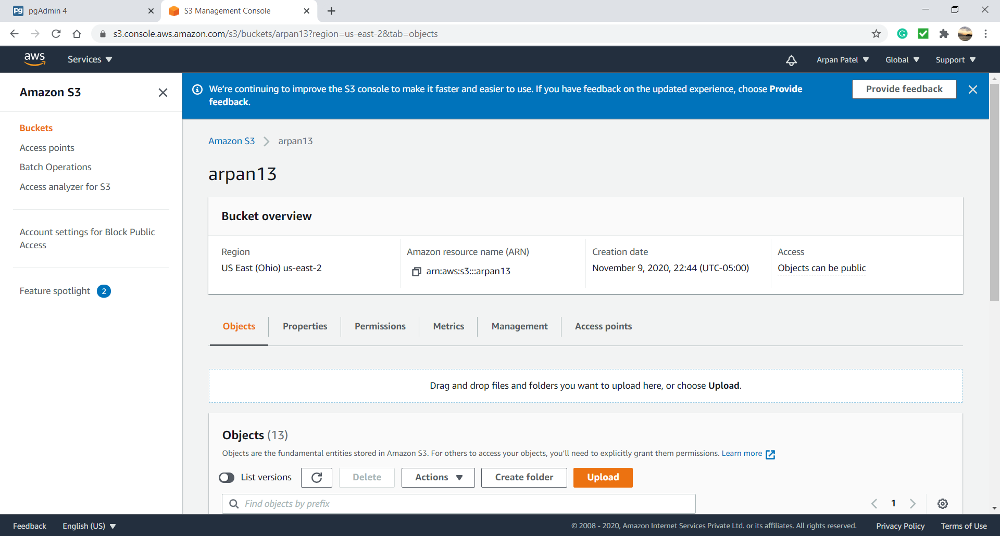 pgAdmin 4
S3 Management Console
s3.console.aws.amazon.com/s3/buckets/arpan13?region=us-east-2&tab=objects
aws
Services
Arpan Patel
Global
Support
Amazon S3
We're continuing to improve the S3 console to make it faster and easier to use. If you have feedback on the updated experience, choose Provide
feedback.
Provide feedback
Buckets
Access points
Batch Operations
Access analyzer for S3
Account settings for Block Public
Access
Feature spotlight 2
Amazon S3 > arpan13
arpan13
Bucket overview
Region
US East (Ohio) us-east-2
Amazon resource name (ARN)
arn:aws:s3:::arpan13
Creation date
November 9, 2020, 22:44 (UTC-05:00)
Access
Objects can be public
Objects
Properties
Permissions
Metrics
Management
Access points
Drag and drop files and folders you want to upload here, or choose Upload.
Objects (13)
Objects are the fundamental entities stored in Amazon S3. For others to access your objects, you'll need to explicitly grant them permissions. Learn more
List versions
Delete
Actions
Create folder
Upload
Find objects by prefix
1
Feedback
English (US)
© 2008 - 2020, Amazon Internet Services Private Ltd. or its affiliates. All rights reserved.
Privacy Policy
Terms of Use